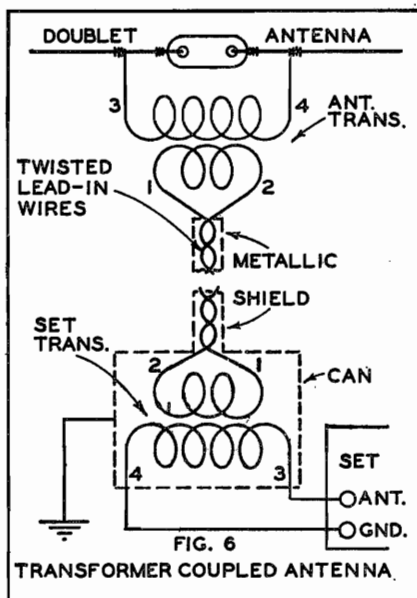 DOUBLET ANTENNA
3 4 ANT.
TRANS.
TWISTED
LEAD-IN
WIRES
1 2
METALLIC
SHIELD
SET
TRANS.
2 1
CAN
1
4 3
SET
ANT.
GND.
FIG. 6
TRANSFORMER COUPLED ANTENNA